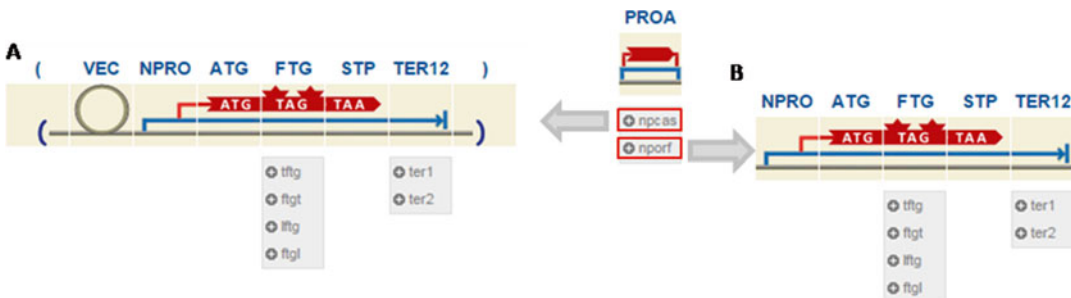 A
( VEC NPRO ATG FTG STP TER12 )
ATG TAG TAA
( )
tftg
ftgt
lftg
ftgl
ter1
ter2
PROA
npcas
nporf
B
NPRO ATG FTG STP TER12
ATG TAG TAA
tftg
ftgt
lftg
ftgl
ter1
ter2